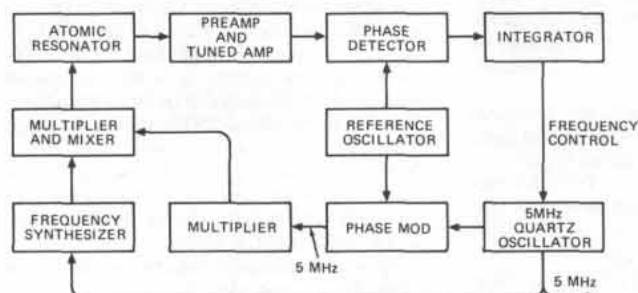 ATOMIC
RESONATOR
PREAMP
AND
TUNED AMP
PHASE
DETECTOR
INTEGRATOR
MULTIPLIER
AND MIXER
REFERENCE
OSCILLATOR
FREQUENCY
CONTROL
FREQUENCY
SYNTHESIZER
MULTIPLIER
PHASE MOD
5MHz
QUARTZ
OSCILLATOR
5 MHz
5 MHz